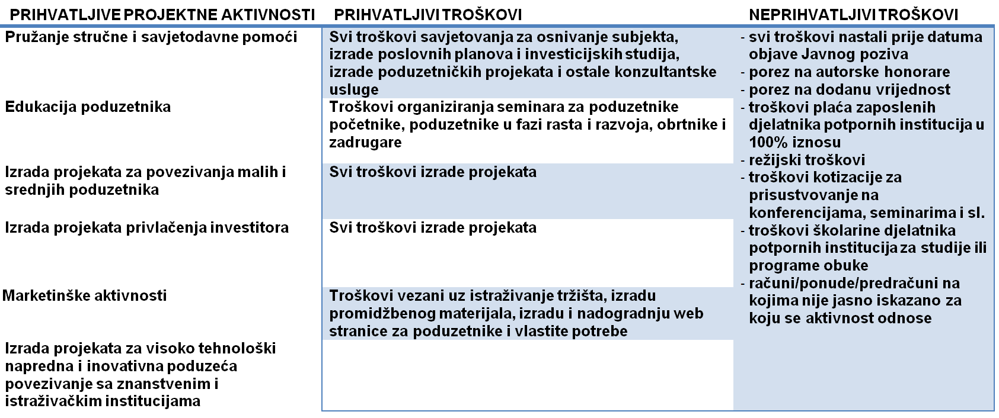 PRIHVATLJIVE PROJEKTNE AKTIVNOSTI
PRIHVATLJIVI TROŠKOVI
NEPRIHVATLJIVI TROŠKOVI
Pružanje stručne i savjetodavne pomoći
Svi troškovi savjetovanja za osnivanje subjekta,
izrade poslovnih planova i investicijskih studija,
izrade poduzetničkih projekata i ostale konzultantske
usluge
Edukacija poduzetnika
Troškovi organiziranja seminara za poduzetnike
početnike, poduzetnike u fazi rasta i razvoja, obrtnike i
zadrugare
Izrada projekata za povezivanja malih i
srednjih poduzetnika
Svi troškovi izrade projekata
Izrada projekata privlačenja investitora
Svi troškovi izrade projekata
Marketinške aktivnosti
Troškovi vezani uz istraživanje tržišta, izradu
promidžbenog materijala, izradu i nadogradnju web
stranice za poduzetnike i vlastite potrebe
Izrada projekata za visoko tehnološki
napredna i inovativna poduzeća
povezivanje sa znanstvenim i
istraživačkim institucijama
- svi troškovi nastali prije datuma
objave Javnog poziva
- porez na autorske honorare
- porez na dodanu vrijednost
- troškovi plaća zaposlenih
djelatnika potpornih institucija u
100% iznosu
- režijski troškovi
- troškovi kotizacije za
prisustvovanje na
konferencijama, seminarima i sl.
- troškovi školarine djelatnika
potpornih institucija za studije ili
programe obuke
- računi/ponude/predračuni na
kojima nije jasno iskazano za
koju se aktivnost odnose